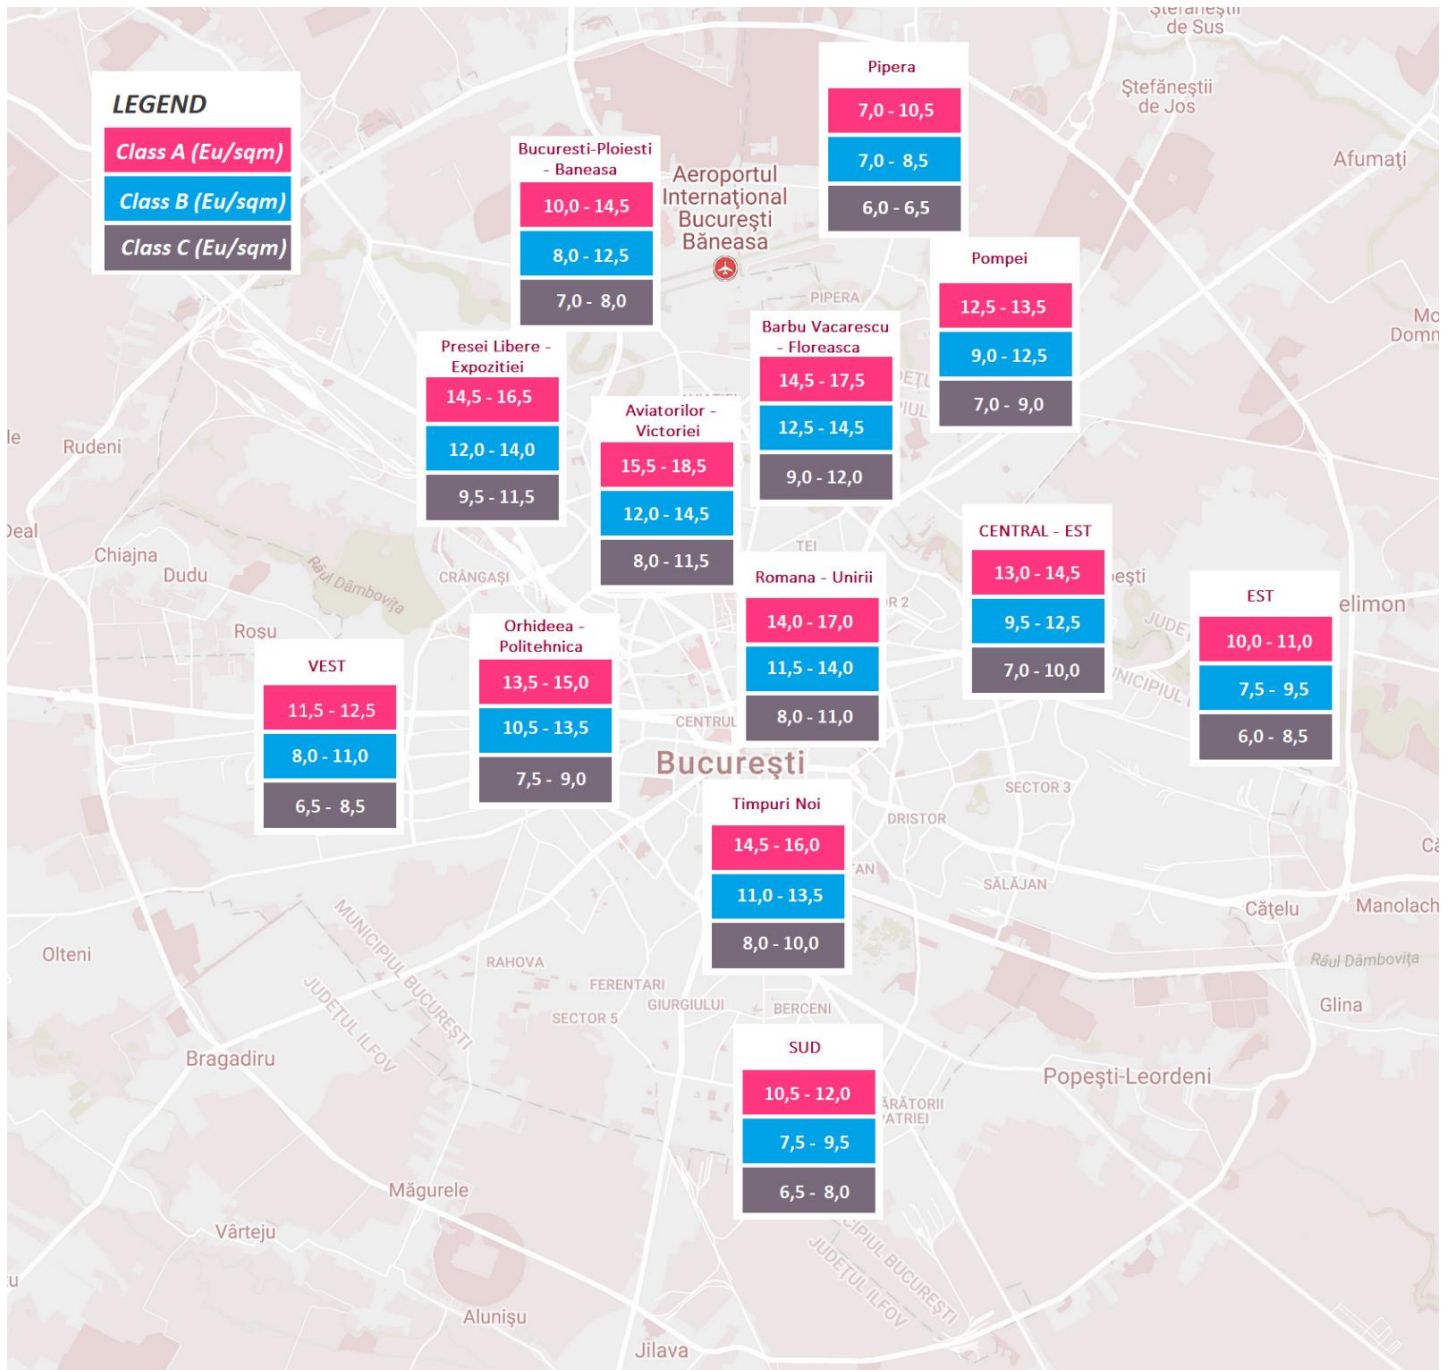 Ştefăneştii
de Sus
Pipera
LEGEND
Class A (Eu/sqm)
Class B (Eu/sqm)
Class C (Eu/sqm)
7,0 - 10,5
7,0 - 8,5
6,0 - 6,5
Ştefăneştii
de Jos
Afumaţi
Bucuresti-Ploiesti
- Baneasa
10,0 - 14,5
8,0 - 12,5
7,0 - 8,0
Aeroportul
Internaţional
Bucureşti
Băneasa
PIPERA
Pompei
12,5 - 13,5
9,0 - 12,5
7,0 - 9,0
Presei Libere -
Expozitiei
14,5 - 16,5
12,0 - 14,0
9,5 - 11,5
Barbu Vacarescu
- Floreasca
14,5 - 17,5
12,5 - 14,5
9,0 - 12,0
Aviatorilor -
Victoriei
15,5 - 18,5
12,0 - 14,5
8,0 - 11,5
Rudeni
Chiajna
Dudu
Râul Dâmboviţa
CRÂNGAŞI
TEI
Roşu
CENTRAL - EST
13,0 - 14,5
9,5 - 12,5
7,0 - 10,0
Romana - Unirii
14,0 - 17,0
11,5 - 14,0
8,0 - 11,0
EST
10,0 - 11,0
7,5 - 9,5
6,0 - 8,5
Orhideea -
Politehnica
13,5 - 15,0
10,5 - 13,5
7,5 - 9,0
VEST
11,5 - 12,5
8,0 - 11,0
6,5 - 8,5
CENTRUL
Bucureşti
SECTOR 3
DRISTOR
Timpuri Noi
14,5 - 16,0
11,0 - 13,5
8,0 - 10,0
SĂLĂJAN
Căţelu
Manolach
Olteni
MUNICIPIUL BUCUREŞTI
JUDEŢUL ILFOV
RAHOVA
FERENTARI
GIURGIULUI
BERCENI
SECTOR 5
Râul Dâmboviţa
Glina
Bragadiru
SUD
10,5 - 12,0
7,5 - 9,5
6,5 - 8,0
Popeşti-Leordeni
Măgurele
Vârteju
JUDEŢUL ILFOV
Alunişu
Jilava